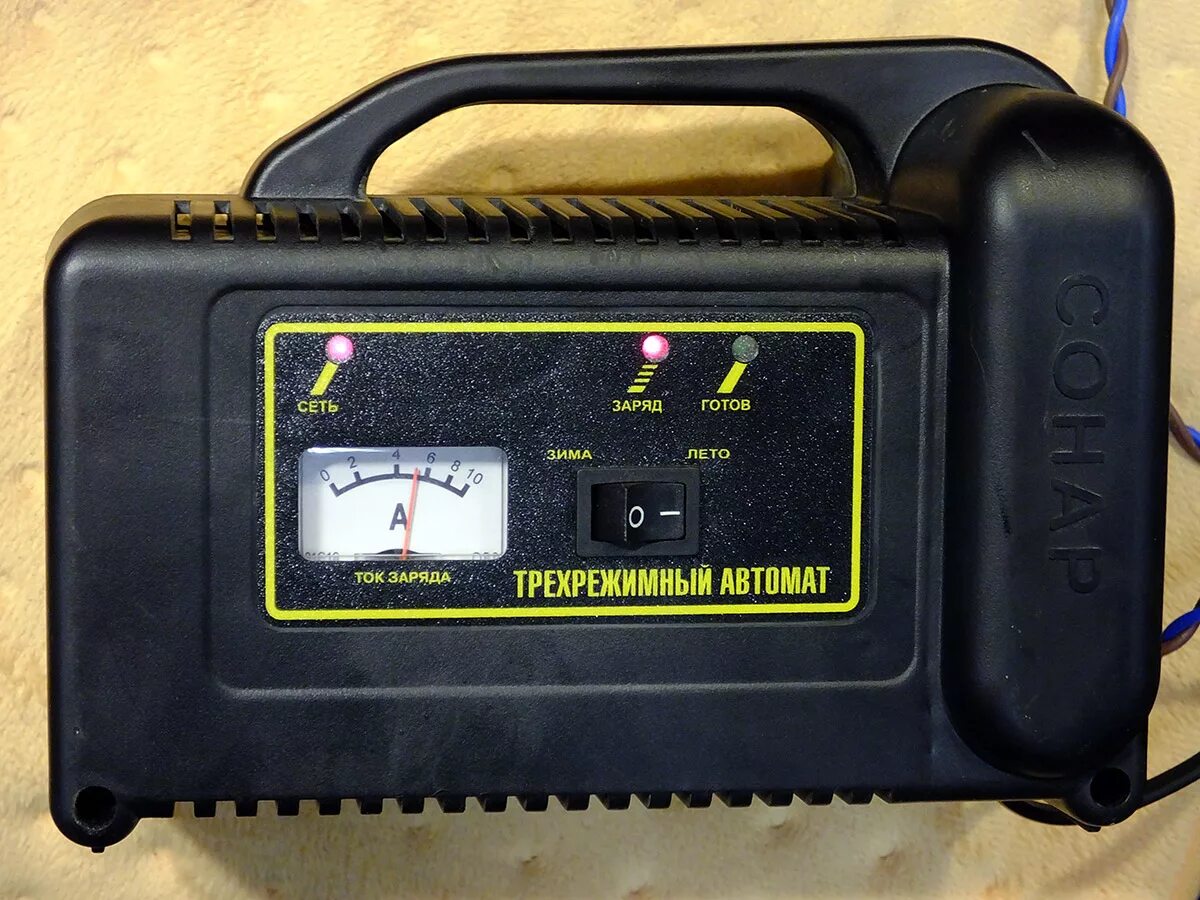 СЕТЬ
ЗАРЯД
ГОТОВ
0 2 4 6 8 10
А
ТОК ЗАРЯДА
ЗИМА
ЛЕТО
ТРЕХРЕЖИМНЫЙ АВТОМАТ
СОНАР